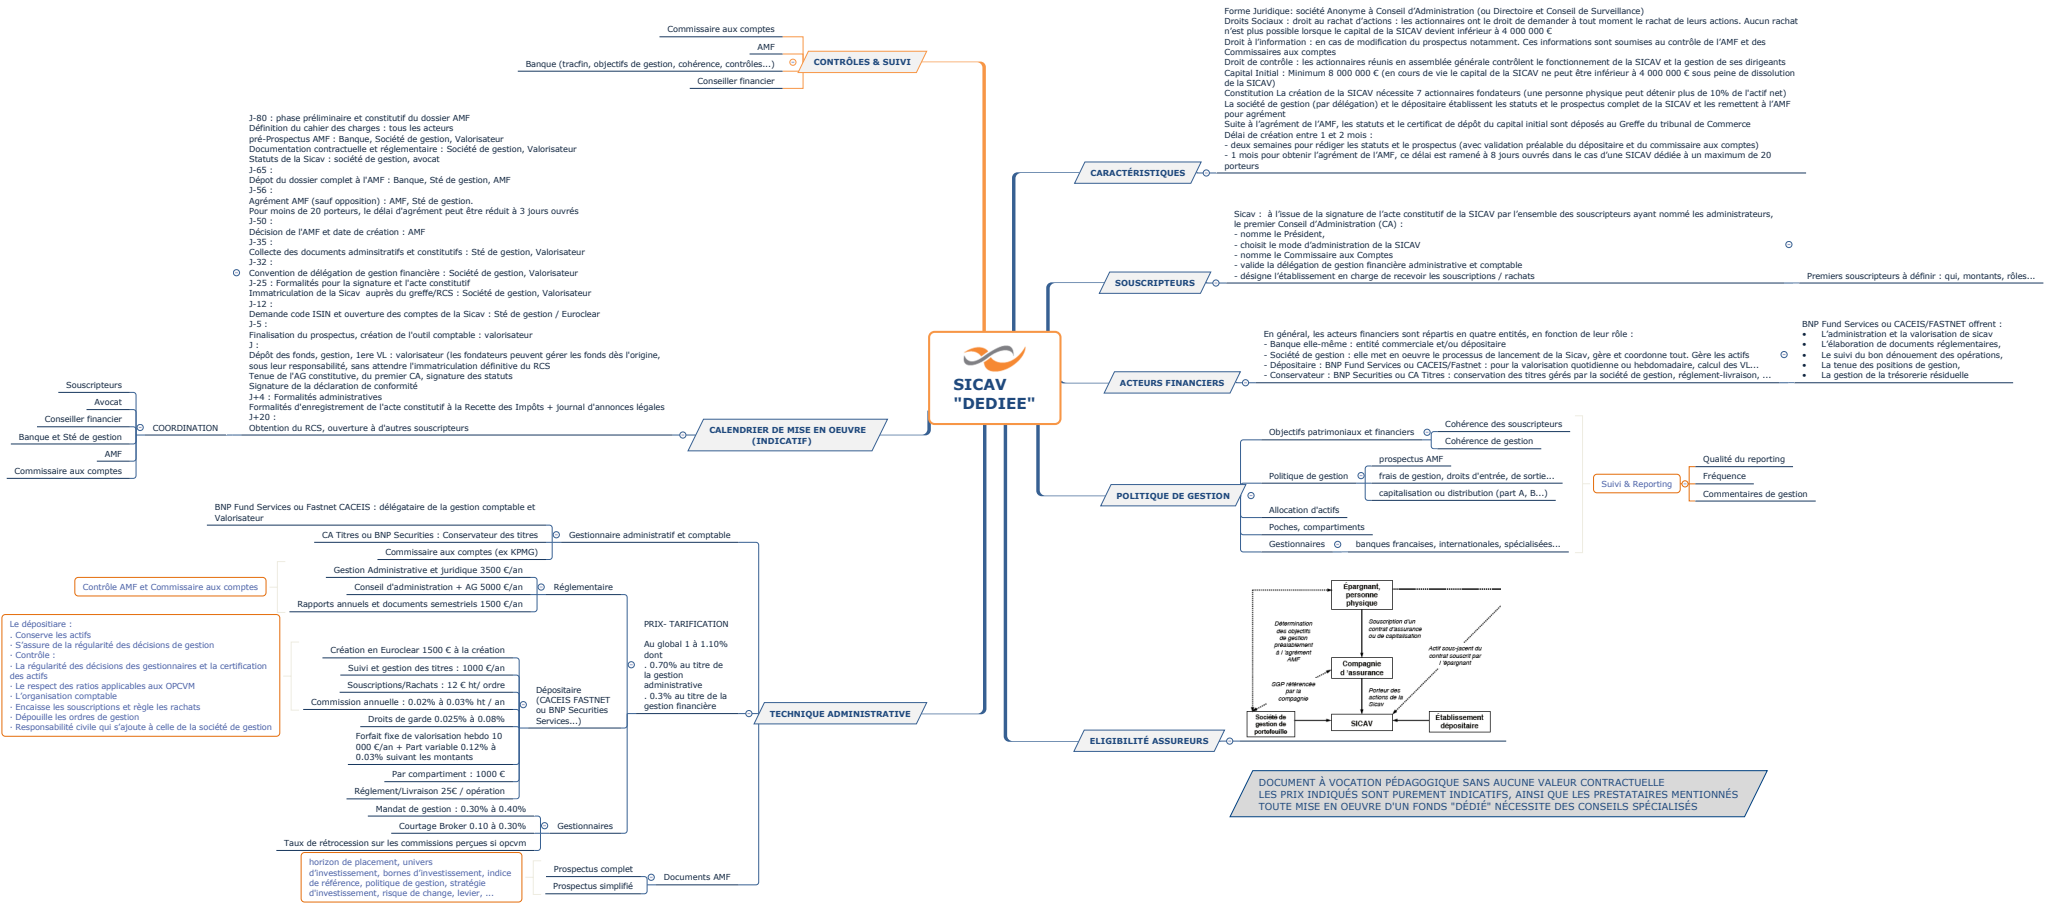 SICAV
"DEDIEE"
CONTRÔLES & SUIVI
Commissaire aux comptes
AMF
Banque (tracfin, objectifs de gestion, cohérence, contrôles...)
Conseiller financier
CARACTÉRISTIQUES
Forme Juridique: société Anonyme à Conseil d’Administration (ou Directoire et Conseil de Surveillance)
Droits Sociaux : droit au rachat d’actions : les actionnaires ont le droit de demander à tout moment le rachat de leurs actions. Aucun rachat
n’est plus possible lorsque le capital de la SICAV devient inférieur à 4 000 000 €
Droit à l’information : en cas de modification du prospectus notamment. Ces informations sont soumises au contrôle de l’AMF et des
Commissaires aux comptes
Droit de contrôle : les actionnaires réunis en assemblée générale contrôlent le fonctionnement de la SICAV et la gestion de ses dirigeants
Capital Initial : Minimum 8 000 000 € (en cours de vie le capital de la SICAV ne peut être inférieur à 4 000 000 € sous peine de dissolution
de la SICAV)
Constitution La création de la SICAV nécessite 7 actionnaires fondateurs (une personne physique peut détenir plus de 10% de l'actif net)
La société de gestion (par délégation) et le dépositaire établissent les statuts et le prospectus complet de la SICAV et les remettent à l’AMF
pour agrément
Suite à l’agrément de l’AMF, les statuts et le certificat de dépôt du capital initial sont déposés au Greffe du tribunal de Commerce
Délai de création entre 1 et 2 mois :
- deux semaines pour rédiger les statuts et le prospectus (avec validation préalable du dépositaire et du commissaire aux comptes)
- 1 mois pour obtenir l’agrément de l’AMF, ce délai est ramené à 8 jours ouvrés dans le cas d’une SICAV dédiée à un maximum de 20
porteurs
SOUSCRIPTEURS
Sicav : à l’issue de la signature de l’acte constitutif de la SICAV par l’ensemble des souscripteurs ayant nommé les administrateurs,
le premier Conseil d’Administration (CA) :
- nomme le Président,
- choisit le mode d’administration de la SICAV
- nomme le Commissaire aux Comptes
- valide la délégation de gestion financière administrative et comptable
- désigne l’établissement en charge de recevoir les souscriptions / rachats
Premiers souscripteurs à définir : qui, montants, rôles...
ACTEURS FINANCIERS
En général, les acteurs financiers sont répartis en quatre entités, en fonction de leur rôle :
- Banque elle-même : entité commerciale et/ou dépositaire
- Société de gestion : elle met en oeuvre le processus de lancement de la Sicav, gère et coordonne tout. Gère les actifs
- Dépositaire : BNP Fund Services ou CACEIS/Fastnet : pour la valorisation quotidienne ou hebdomadaire, calcul des VL...
- Conservateur : BNP Securities ou CA Titres : conservation des titres gérés par la société de gestion, réglement-livraison, ...
BNP Fund Services ou CACEIS/FASTNET offrent :
• L’administration et la valorisation de sicav
• L’élaboration de documents réglementaires,
• Le suivi du bon dénouement des opérations,
• La tenue des positions de gestion,
• La gestion de la trésorerie résiduelle
POLITIQUE DE GESTION
Objectifs patrimoniaux et financiers
Cohérence des souscripteurs
Cohérence de gestion
Politique de gestion
prospectus AMF
frais de gestion, droits d'entrée, de sortie...
capitalisation ou distribution (part A, B...)
Allocation d'actifs
Poches, compartiments
Gestionnaires
banques francaises, internationales, spécialisées...
Suivi & Reporting
Qualité du reporting
Fréquence
Commentaires de gestion
ELIGIBILITÉ ASSUREURS
Épargnant,
personne
physique
Détermination
des objectifs
de gestion
préalablement
à l ’agrément
AMF
Souscription d'un
contrat d'assurance
ou de capitalisation
Actif sous-jacent du
contrat souscrit par
l ’épargnant
Compagnie
d ’assurance
SGP référencée
par la
compagnie
Porteur des
actions de la
Sicav
Société de
gestion de
portefeuille
SICAV
Établissement
dépositaire
DOCUMENT À VOCATION PÉDAGOGIQUE SANS AUCUNE VALEUR CONTRACTUELLE
LES PRIX INDIQUÉS SONT PUREMENT INDICATIFS, AINSI QUE LES PRESTATAIRES MENTIONNÉS
TOUTE MISE EN OEUVRE D'UN FONDS "DÉDIÉ" NÉCESSITE DES CONSEILS SPÉCIALISÉS
CALENDRIER DE MISE EN OEUVRE
(INDICATIF)
J-80 : phase préliminaire et constitutif du dossier AMF
Définition du cahier des charges : tous les acteurs
pré-Prospectus AMF : Banque, Société de gestion, Valorisateur
Documentation contractuelle et réglementaire : Société de gestion, Valorisateur
Statuts de la Sicav : société de gestion, avocat
J-65 :
Dépot du dossier complet à l'AMF : Banque, Sté de gestion, AMF
J-56 :
Agrément AMF (sauf opposition) : AMF, Sté de gestion.
Pour moins de 20 porteurs, le délai d'agrément peut être réduit à 3 jours ouvrés
J-50 :
Décision de l'AMF et date de création : AMF
J-35 :
Collecte des documents adminsitratifs et constitutifs : Sté de gestion, Valorisateur
J-32 :
Convention de délégation de gestion financière : Société de gestion, Valorisateur
J-25 : Formalités pour la signature et l'acte constitutif
Immatriculation de la Sicav auprès du greffe/RCS : Société de gestion, Valorisateur
J-12 :
Demande code ISIN et ouverture des comptes de la Sicav : Sté de gestion / Euroclear
J-5 :
Finalisation du prospectus, création de l'outil comptable : valorisateur
J :
Dépôt des fonds, gestion, 1ere VL : valorisateur (les fondateurs peuvent gérer les fonds dès l'origine,
sous leur responsabilité, sans attendre l'immatriculation définitive du RCS
Tenue de l'AG constitutive, du premier CA, signature des statuts
Signature de la déclaration de conformité
J+4 : Formalités administratives
Formalités d'enregistrement de l'acte constitutif à la Recette des Impôts + journal d'annonces légales
J+20 :
Obtention du RCS, ouverture à d'autres souscripteurs
COORDINATION
Souscripteurs
Avocat
Conseiller financier
Banque et Sté de gestion
AMF
Commissaire aux comptes
TECHNIQUE ADMINISTRATIVE
Gestionnaire administratif et comptable
BNP Fund Services ou Fastnet CACEIS : délégataire de la gestion comptable et
Valorisateur
CA Titres ou BNP Securities : Conservateur des titres
Commissaire aux comptes (ex KPMG)
PRIX- TARIFICATION
Au global 1 à 1.10%
dont
. 0.70% au titre de
la gestion
administrative
. 0.3% au titre de la
gestion financière
Réglementaire
Gestion Administrative et juridique 3500 €/an
Conseil d'administration + AG 5000 €/an
Rapports annuels et documents semestriels 1500 €/an
Contrôle AMF et Commissaire aux comptes
Dépositaire
(CACEIS FASTNET
ou BNP Securities
Services...)
Création en Euroclear 1500 € à la création
Suivi et gestion des titres : 1000 €/an
Souscriptions/Rachats : 12 € ht/ ordre
Commission annuelle : 0.02% à 0.03% ht / an
Droits de garde 0.025% à 0.08%
Forfait fixe de valorisation hebdo 10
000 €/an + Part variable 0.12% à
0.03% suivant les montants
Par compartiment : 1000 €
Réglement/Livraison 25€ / opération
Le dépositiare :
. Conserve les actifs
· S’assure de la régularité des décisions de gestion
· Contrôle :
· La régularité des décisions des gestionnaires et la certification
des actifs
· Le respect des ratios applicables aux OPCVM
· L’organisation comptable
· Encaisse les souscriptions et règle les rachats
· Dépouille les ordres de gestion
· Responsabilité civile qui s’ajoute à celle de la société de gestion
Gestionnaires
Mandat de gestion : 0.30% à 0.40%
Courtage Broker 0.10 à 0.30%
Taux de rétrocession sur les commissions perçues si opcvm
Documents AMF
Prospectus complet
Prospectus simplifié
horizon de placement, univers
d’investissement, bornes d’investissement, indice
de référence, politique de gestion, stratégie
d’investissement, risque de change, levier, ...